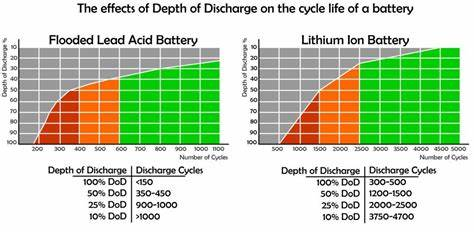 The effects of Depth of Discharge on the cycle life of a battery
Flooded Lead Acid Battery
Depth of Discharge %
10
20
30
40
50
60
70
80
90
100
200 300 400 500 600 700 800 900 1000 1100
Number of Cycles
Depth of Discharge Discharge Cycles
100% DoD <150
50% DoD 350-450
25% DoD 900-1000
10% DoD >1000
Lithium Ion Battery
Depth of Discharge %
10
20
30
40
50
60
70
80
90
100
500 1000 1500 2000 2500 3000 3500 4000 4500 5000
Number of Cycles
Depth of Discharge Discharge Cycles
100% DoD 300-500
50% DoD 1200-1500
25% DoD 2000-2500
10% DoD 3750-4700